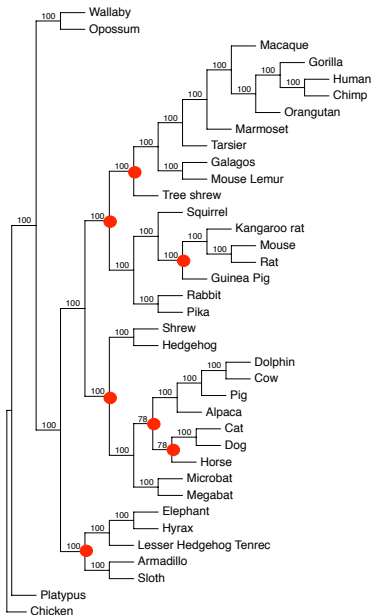 Wallaby
100
Opossum
Macaque
100
Gorilla
100
100
Human
100
Chimp
100
Orangutan
100
Marmoset
100
Tarsier
100
Galagos
100
Mouse Lemur
100
Tree shrew
100
Squirrel
100
Kangaroo rat
100
100
Mouse
100
Rat
100
Guinea Pig
100
Rabbit
100
Pika
100
100
Shrew
100
Hedgehog
100
Dolphin
100
Cow
100
Pig
100
Alpaca
78
Cat
100
Dog
78
Horse
100
Microbat
100
Megabat
100
Elephant
100
Hyrax
100
Lesser Hedgehog Tenrec
100
Armadillo
100
Sloth
Platypus
Chicken